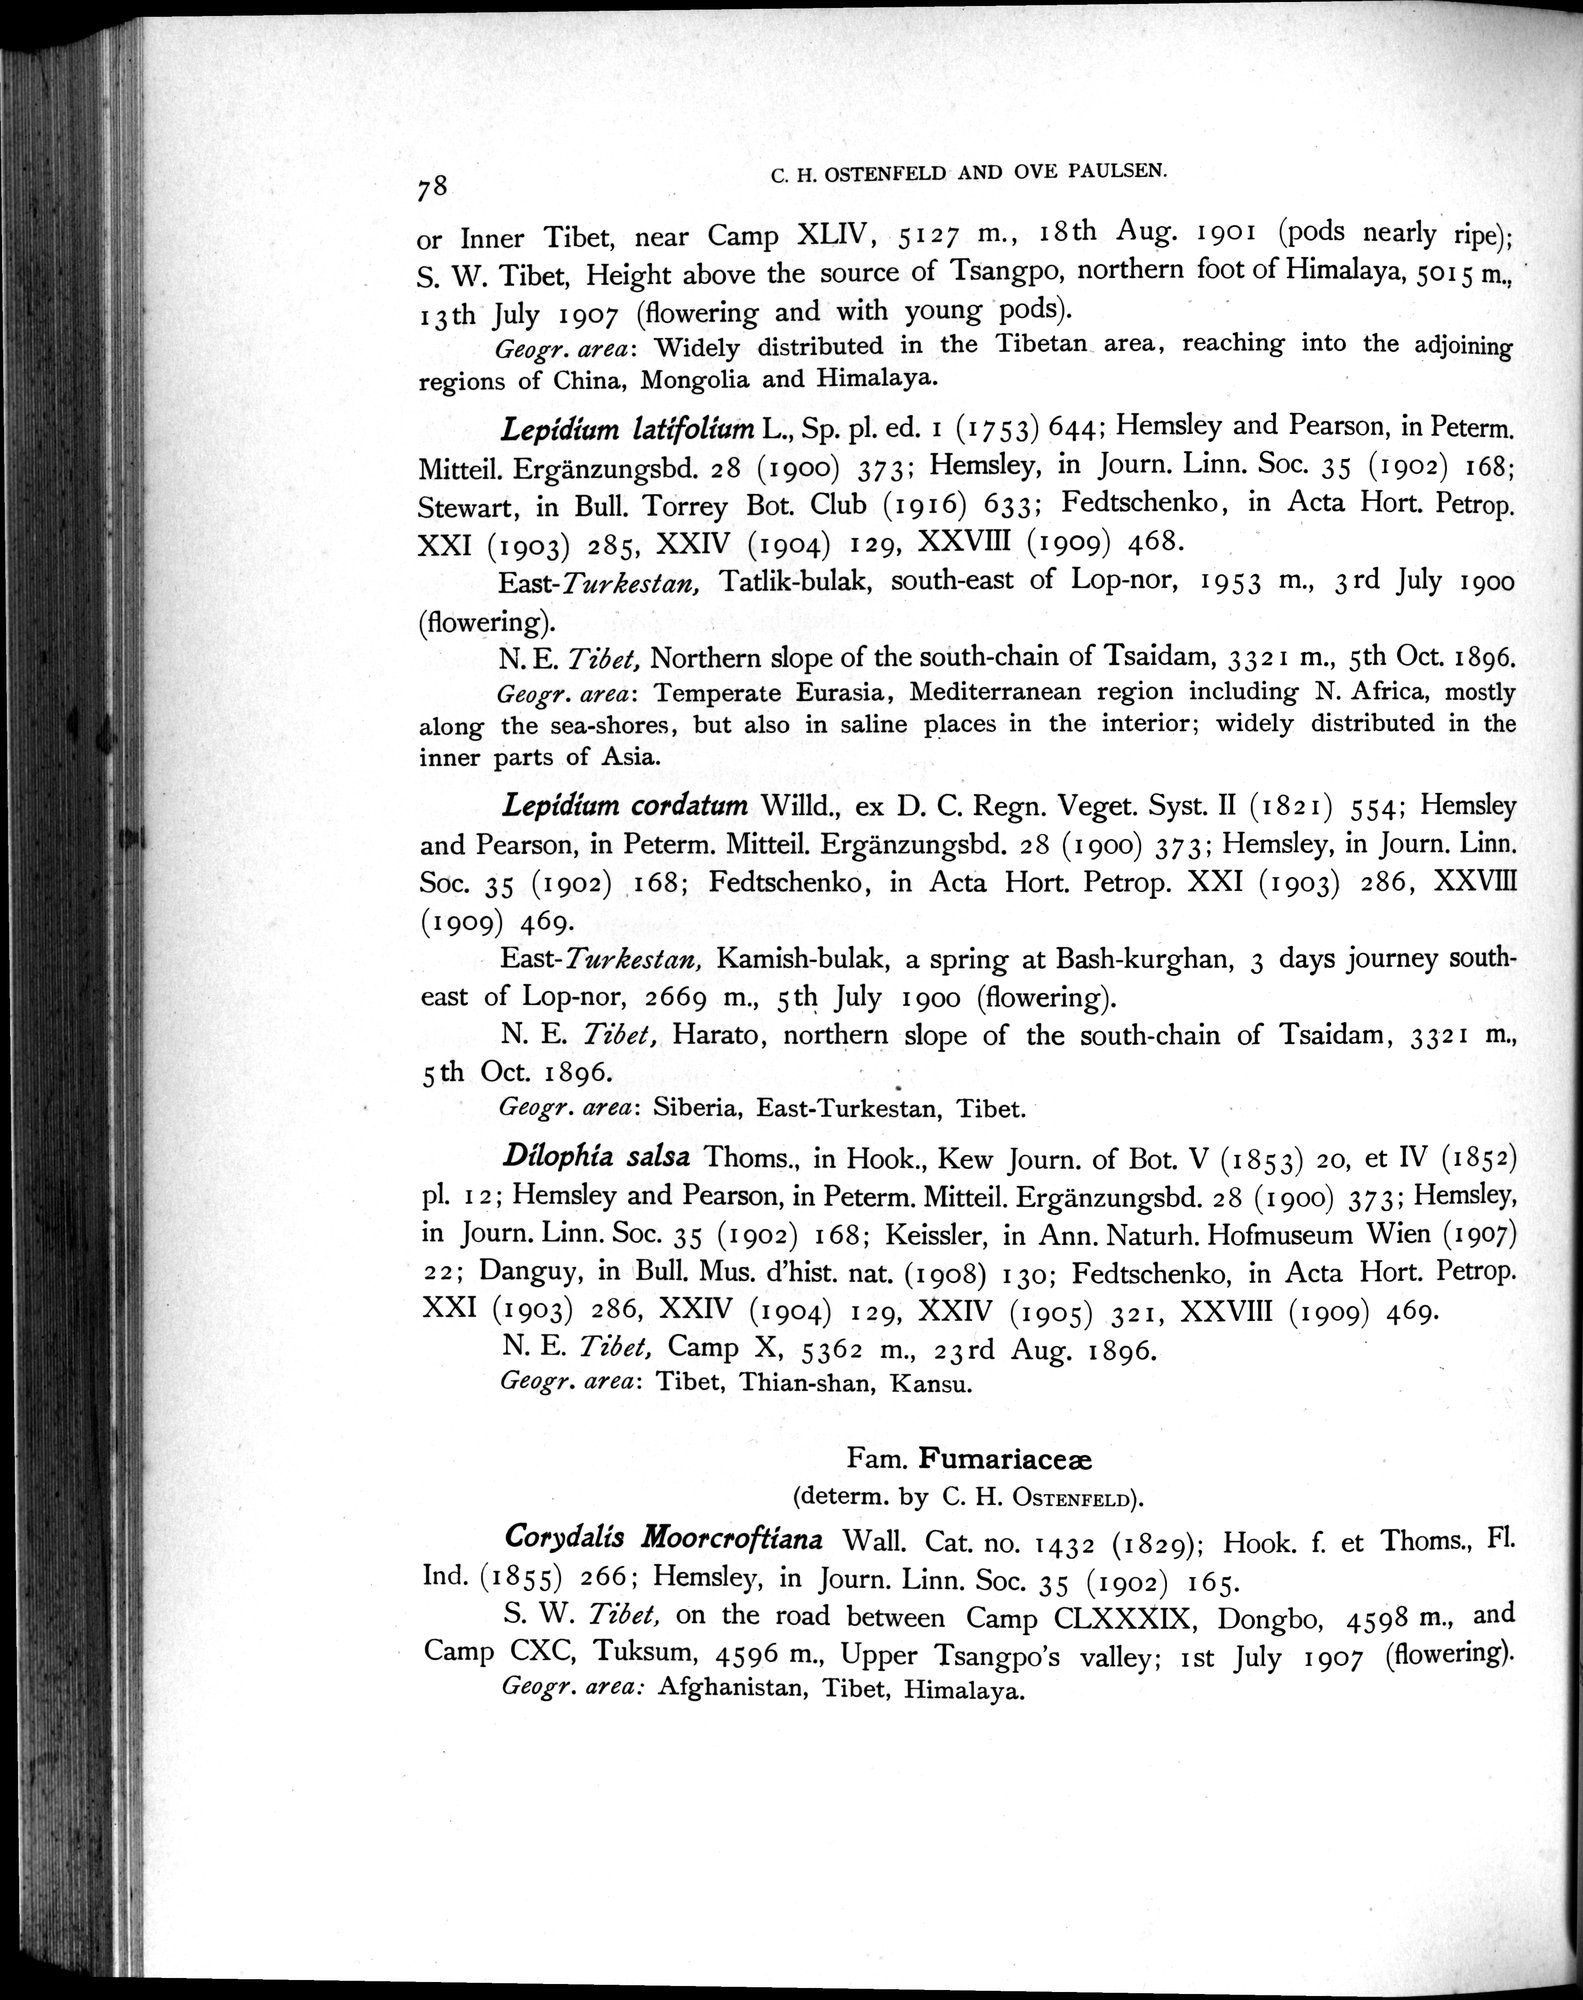 78
C. H. OSTENFELD AND OVE PAULSEN.
or Inner Tibet, near Camp XLIV, 5127 m., 18th Aug. 1901 (pods nearly ripe);
S. W. Tibet, Height above the source of Tsangpo, northern foot of Himalaya, 5015 m.,
13th July 1907 (flowering and with young pods).
Geogr. area: Widely distributed in the Tibetan area, reaching into the adjoining
regions of China, Mongolia and Himalaya.
Lepidium latifolium L., Sp. pl. ed. 1 (1753) 644; Hemsley and Pearson, in Peterm.
Mitteil. Ergänzungsbd. 28 (1900) 373; Hemsley, in Journ. Linn. Soc. 35 (1902) 168;
Stewart, in Bull. Torrey Bot. Club (1916) 633; Fedtschenko, in Acta Hort. Petrop.
XXI (1903) 285, XXIV (1904) 129, XXVIII (1909) 468.
East-Turkestan, Tatlik-bulak, south-east of Lop-nor, 1953 m., 3rd July 1900
(flowering).
N. E. Tibet, Northern slope of the south-chain of Tsaidam, 3321 m., 5th Oct. 1896.
Geogr. area: Temperate Eurasia, Mediterranean region including N. Africa, mostly
along the sea-shores, but also in saline places in the interior; widely distributed in the
inner parts of Asia.
Lepidium cordatum Willd., ex D. C. Regn. Veget. Syst. II (1821) 554; Hemsley
and Pearson, in Peterm. Mitteil. Ergänzungsbd. 28 (1900) 373; Hemsley, in Journ. Linn.
Soc. 35 (1902) 168; Fedtschenko, in Acta Hort. Petrop. XXI (1903) 286, XXVIII
(1909) 469.
East-Turkestan, Kamish-bulak, a spring at Bash-kurghan, 3 days journey south-
east of Lop-nor, 2669 m., 5th July 1900 (flowering).
N. E. Tibet, Harato, northern slope of the south-chain of Tsaidam, 3321 m.,
5th Oct. 1896.
Geogr. area: Siberia, East-Turkestan, Tibet.
Dilophia salsa Thoms., in Hook., Kew Journ. of Bot. V (1853) 20, et IV (1852)
pl. 12; Hemsley and Pearson, in Peterm. Mitteil. Ergänzungsbd. 28 (1900) 373; Hemsley,
in Journ. Linn. Soc. 35 (1902) 168; Keissler, in Ann. Naturh. Hofmuseum Wien (1907)
22; Danguy, in Bull. Mus. d'hist. nat. (1908) 130; Fedtschenko, in Acta Hort. Petrop.
XXI (1903) 286, XXIV (1904) 129, XXIV (1905) 321, XXVIII (1909) 469.
N. E. Tibet, Camp X, 5362 m., 23rd Aug. 1896.
Geogr. area: Tibet, Thian-shan, Kansu.
Fam. Fumariaceæ
(determ. by C. H. OSTENFELD).
Corydalis Moorcroftiana Wall. Cat. no. 1432 (1829); Hook. f. et Thoms., Fl.
Ind. (1855) 266; Hemsley, in Journ. Linn. Soc. 35 (1902) 165.
S. W. Tibet, on the road between Camp CLXXXIX, Dongbo, 4598 m., and
Camp CXC, Tuksum, 4596 m., Upper Tsangpo's valley; 1st July 1907 (flowering).
Geogr. area: Afghanistan, Tibet, Himalaya.